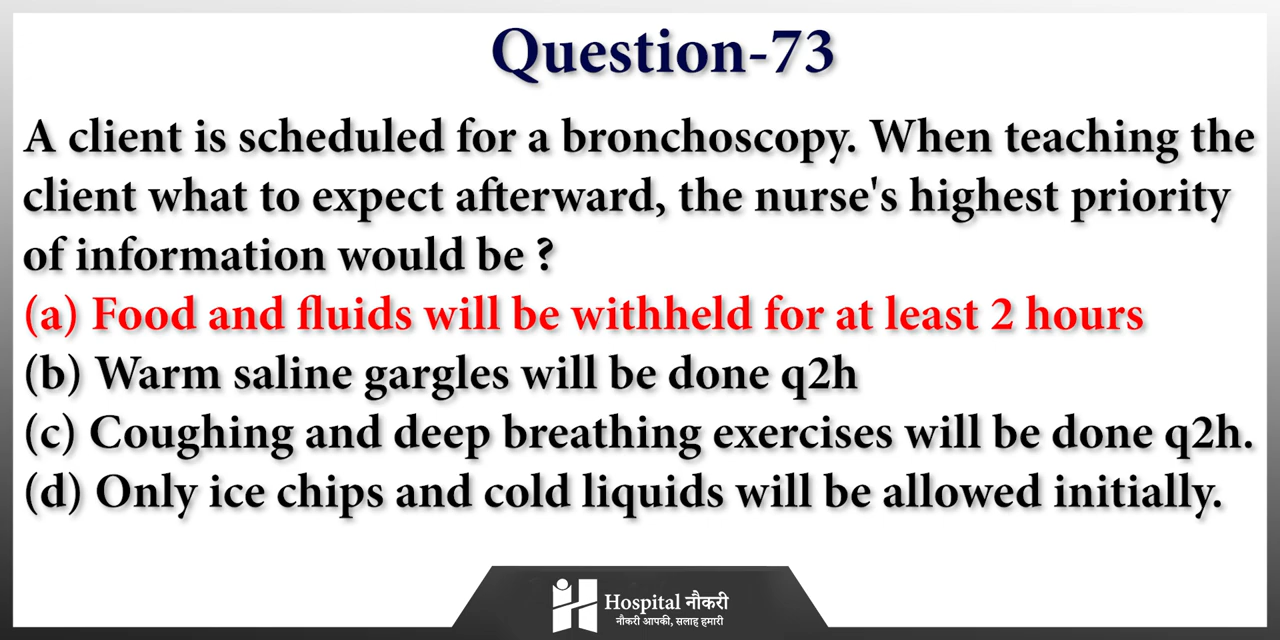 Question-73
A client is scheduled for a bronchoscopy. When teaching the
client what to expect afterward, the nurse's highest priority
of information would be ?
(a) Food and fluids will be withheld for at least 2 hours
(b) Warm saline gargles will be done q2h
(c) Coughing and deep breathing exercises will be done q2h.
(d) Only ice chips and cold liquids will be allowed initially.
Hospital नौकरी
नौकरी आपकी, सलाह हमारी